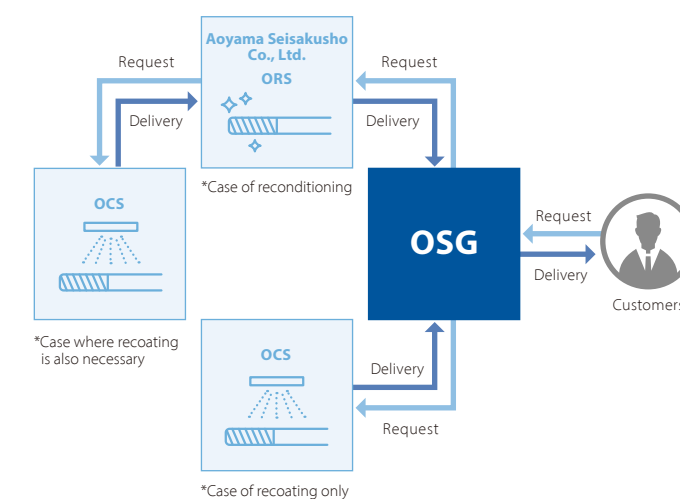 Aoyama Seisakusho
Co., Ltd.
ORS
Request
Request
Delivery
Delivery
*Case of reconditioning
OCS
OSG
Request
Delivery
Customers
*Case where recoating
is also necessary
OCS
Delivery
Request
*Case of recoating only